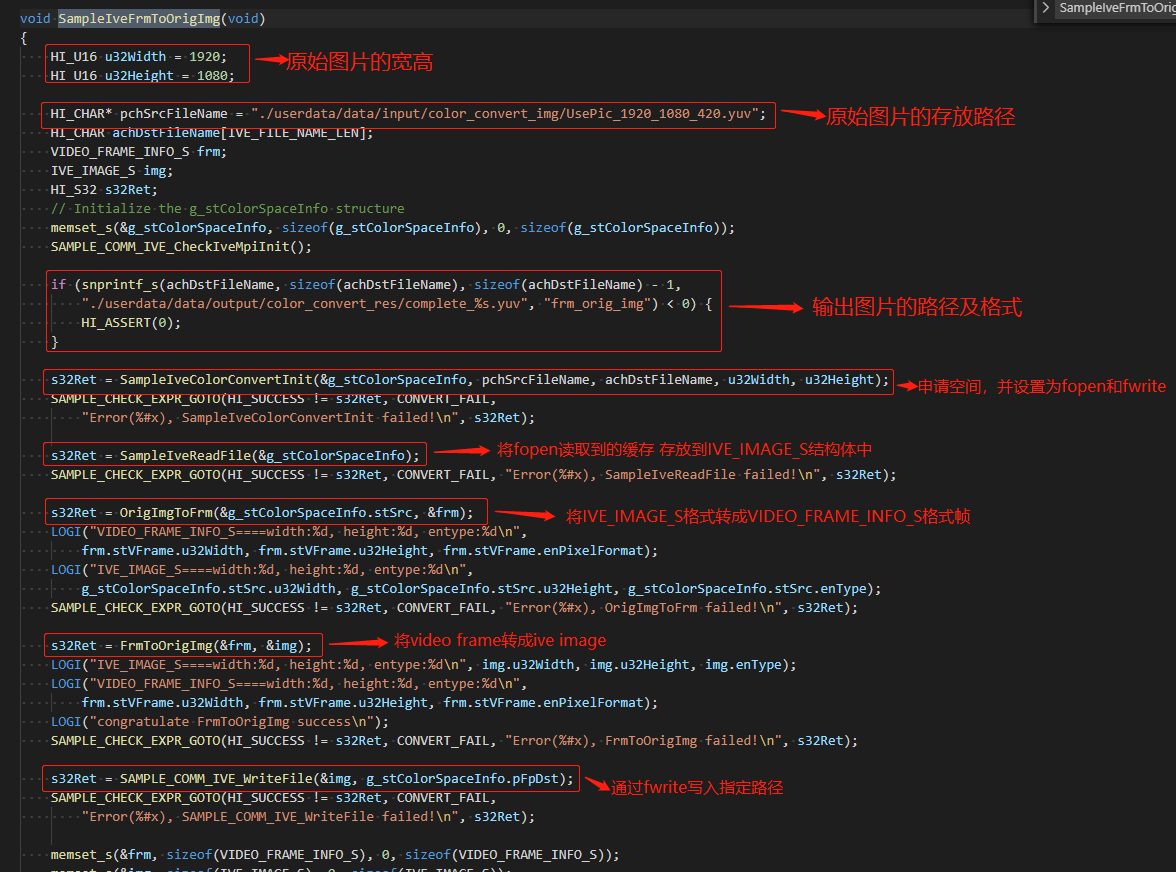 void SampleIveFrmToOrigImg(void)
SampleIveFrmToOrig
{
HI_U16 u32Width = 1920;
HI_U16 u32Height = 1080;
原始图片的宽高
HI_CHAR* pchSrcFileName = "./userdata/data/input/color_convert_img/UsePic_1920_1080_420.yuv";
原始图片的存放路径
HI_CHAR achDstFileName[IVE_FILE_NAME_LEN];
VIDEO_FRAME_INFO_S frm;
IVE_IMAGE_S img;
HI_S32 s32Ret;
// Initialize the g_stColorSpaceInfo structure
memset_s(&g_stColorSpaceInfo, sizeof(g_stColorSpaceInfo), 0, sizeof(g_stColorSpaceInfo));
SAMPLE_COMM_IVE_CheckIveMpiInit();
if (snprintf_s(achDstFileName, sizeof(achDstFileName), sizeof(achDstFileName) - 1,
"./userdata/data/output/color_convert_res/complete_%s.yuv", "frm_orig_img") < 0) {
HI_ASSERT(0);
}
输出图片的路径及格式
s32Ret = SampleIveColorConvertInit(&g_stColorSpaceInfo, pchSrcFileName, achDstFileName, u32Width, u32Height);
申请空间，并设置为fopen和fwrite
SAMPLE_CHECK_EXPR_GOTO(HI_SUCCESS != s32Ret, CONVERT_FAIL,
"Error(%#x), SampleIveColorConvertInit failed!\n", s32Ret);
s32Ret = SampleIveReadFile(&g_stColorSpaceInfo);
将fopen读取到的缓存 存放到IVE_IMAGE_S结构体中
SAMPLE_CHECK_EXPR_GOTO(HI_SUCCESS != s32Ret, CONVERT_FAIL, "Error(%#x), SampleIveReadFile failed!\n", s32Ret);
s32Ret = OrigImgToFrm(&g_stColorSpaceInfo.stSrc, &frm);
将IVE_IMAGE_S格式转成VIDEO_FRAME_INFO_S格式帧
LOGI("VIDEO_FRAME_INFO_S====width:%d, height:%d, entype:%d\n",
frm.stVFrame.u32Width, frm.stVFrame.u32Height, frm.stVFrame.enPixelFormat);
LOGI("IVE_IMAGE_S====width:%d, height:%d, entype:%d\n",
g_stColorSpaceInfo.stSrc.u32Width, g_stColorSpaceInfo.stSrc.u32Height, g_stColorSpaceInfo.stSrc.enType);
SAMPLE_CHECK_EXPR_GOTO(HI_SUCCESS != s32Ret, CONVERT_FAIL, "Error(%#x), OrigImgToFrm failed!\n", s32Ret);
s32Ret = FrmToOrigImg(&frm, &img);
将video frame转成ive image
LOGI("IVE_IMAGE_S====width:%d, height:%d, entype:%d\n", img.u32Width, img.u32Height, img.enType);
LOGI("VIDEO_FRAME_INFO_S====width:%d, height:%d, entype:%d\n",
frm.stVFrame.u32Width, frm.stVFrame.u32Height, frm.stVFrame.enPixelFormat);
LOGI("congratulate FrmToOrigImg success\n");
SAMPLE_CHECK_EXPR_GOTO(HI_SUCCESS != s32Ret, CONVERT_FAIL, "Error(%#x), FrmToOrigImg failed!\n", s32Ret);
s32Ret = SAMPLE_COMM_IVE_WriteFile(&img, g_stColorSpaceInfo.pFpDst);
通过fwrite写入指定路径
SAMPLE_CHECK_EXPR_GOTO(HI_SUCCESS != s32Ret, CONVERT_FAIL,
"Error(%#x), SAMPLE_COMM_IVE_WriteFile failed!\n", s32Ret);
memset_s(&frm, sizeof(VIDEO_FRAME_INFO_S), 0, sizeof(VIDEO_FRAME_INFO_S));